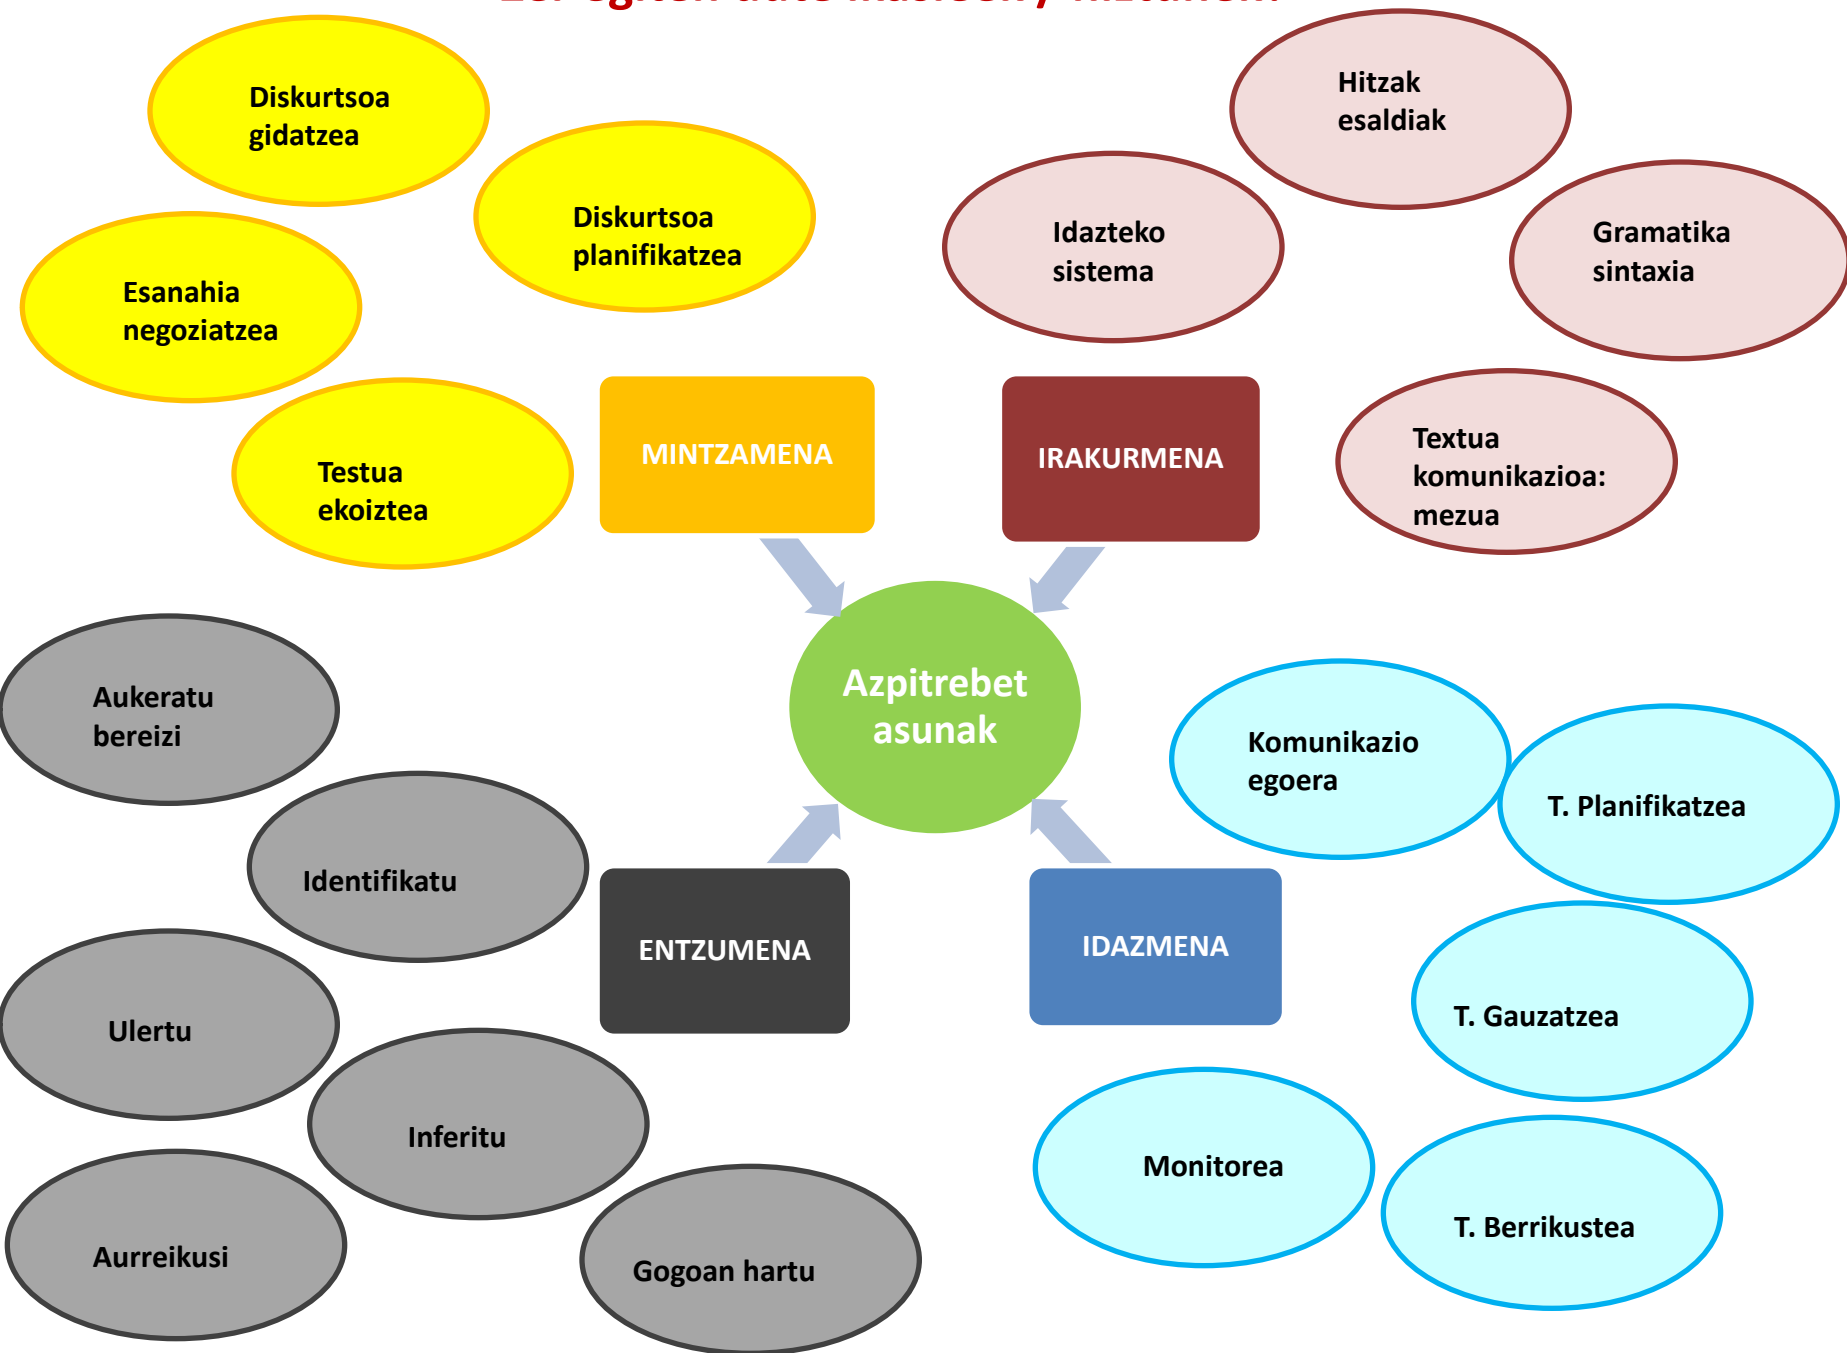 Diskurtsoa
gidatzea
Diskurtsoa
planifikatzea
Esanahia
negoziatzea
Testua
ekoiztea
MINTZAMENA
Hitzak
esaldiak
Idazteko
sistema
Gramatika
sintaxia
Textua
komunikazioa:
mezua
IRAKURMENA
Azpitrebet
asunak
Aukeratu
bereizi
Identifikatu
Ulertu
Inferitu
Aurreikusi
Gogoan hartu
ENTZUMENA
IDAZMENA
Komunikazio
egoera
T. Planifikatzea
T. Gauzatzea
Monitorea
T. Berrikustea